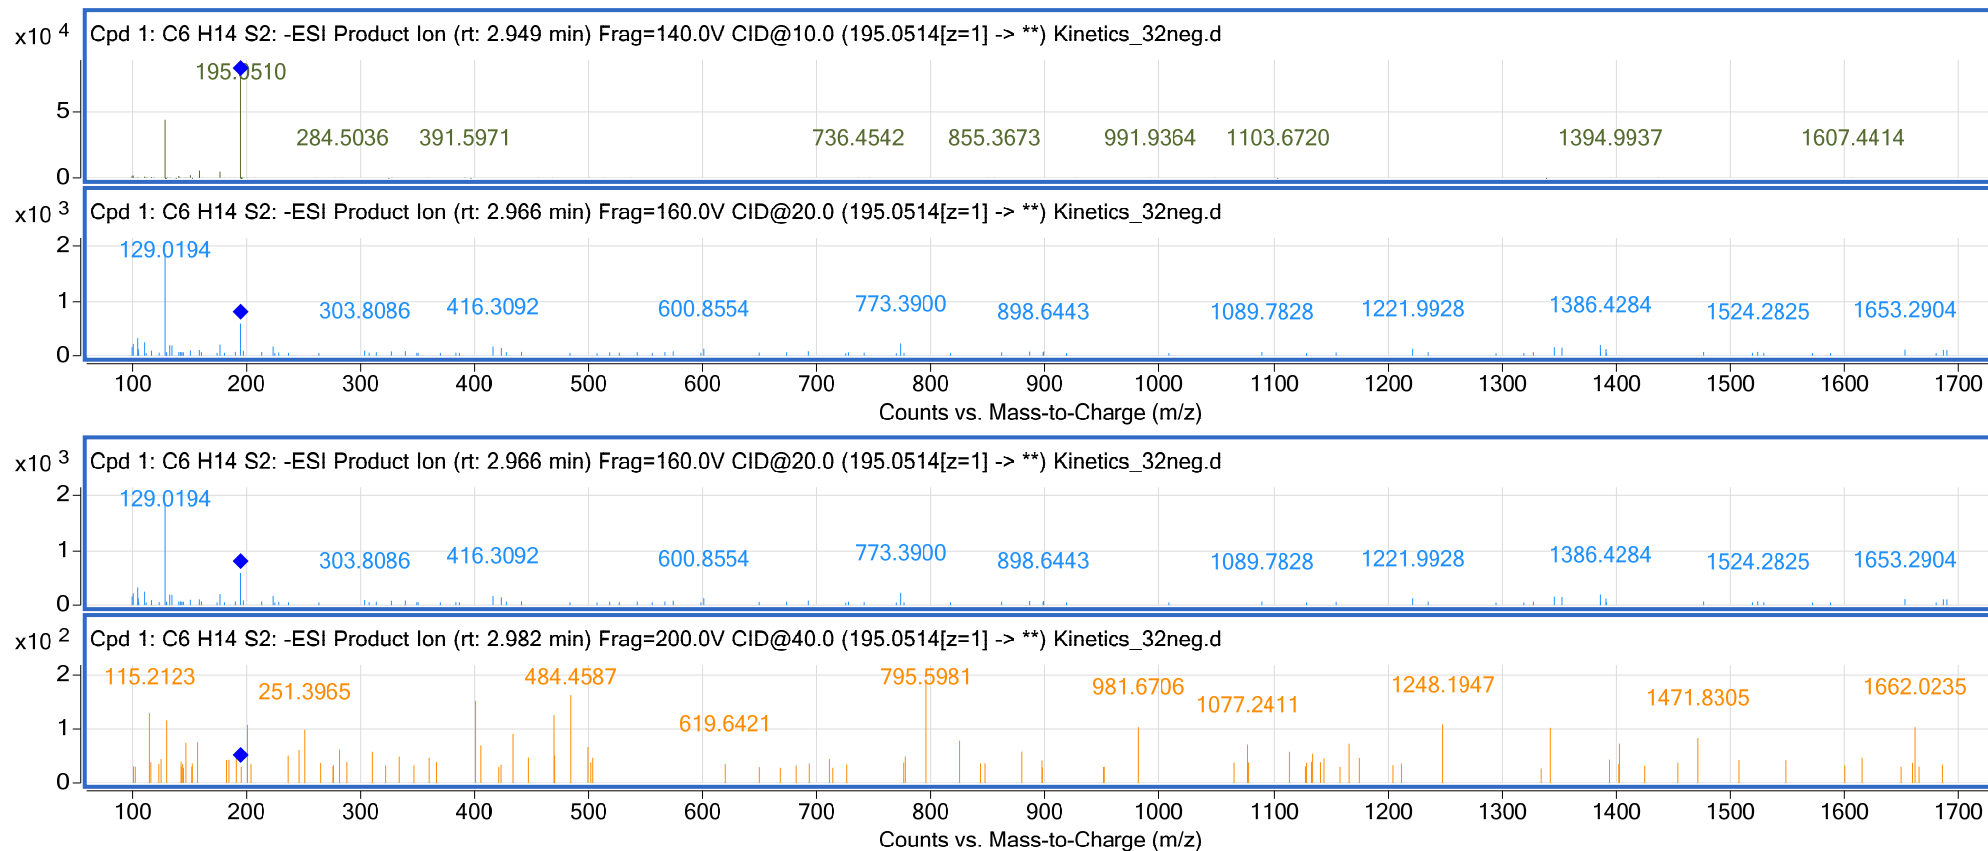 x10 4 Cpd 1: C6 H14 S2: -ESI Product Ion (rt: 2.949 min) Frag=140.0V CID@10.0 (195.0514[z=1] -> **) Kinetics_32neg.d
195.0510
5
284.5036 391.5971 736.4542 855.3673 991.9364 1103.6720 1394.9937 1607.4414
0
x10 3 Cpd 1: C6 H14 S2: -ESI Product Ion (rt: 2.966 min) Frag=160.0V CID@20.0 (195.0514[z=1] -> **) Kinetics_32neg.d
2 129.0194
1 303.8086 416.3092 600.8554 773.3900 898.6443 1089.7828 1221.9928 1386.4284 1524.2825 1653.2904
0
100 200 300 400 500 600 700 800 900 1000 1100 1200 1300 1400 1500 1600 1700
Counts vs. Mass-to-Charge (m/z)
x10 3 Cpd 1: C6 H14 S2: -ESI Product Ion (rt: 2.966 min) Frag=160.0V CID@20.0 (195.0514[z=1] -> **) Kinetics_32neg.d
2 129.0194
1 303.8086 416.3092 600.8554 773.3900 898.6443 1089.7828 1221.9928 1386.4284 1524.2825 1653.2904
0
x10 2 Cpd 1: C6 H14 S2: -ESI Product Ion (rt: 2.982 min) Frag=200.0V CID@40.0 (195.0514[z=1] -> **) Kinetics_32neg.d
2 115.2123 251.3965 484.4587 619.6421 795.5981 981.6706 1077.2411 1248.1947 1471.8305 1662.0235
1
0
100 200 300 400 500 600 700 800 900 1000 1100 1200 1300 1400 1500 1600 1700
Counts vs. Mass-to-Charge (m/z)